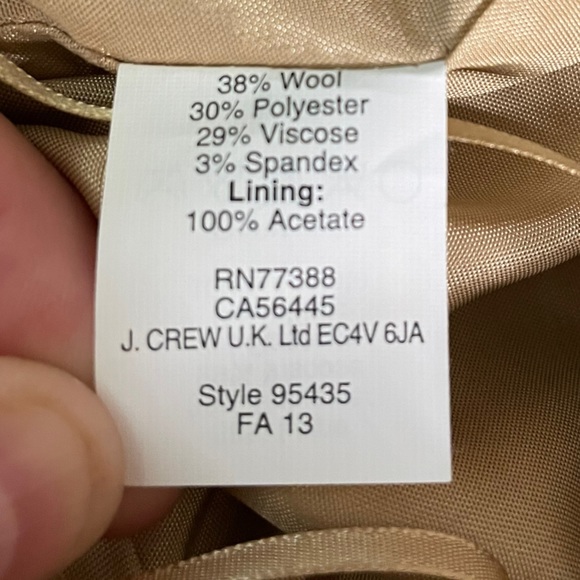 38% Wool
30% Polyester
29% Viscose
3% Spandex
Lining:
100% Acetate
RN77388
CA56445
J. CREW U.K. Ltd EC4V 6JA
Style 95435
FA 13